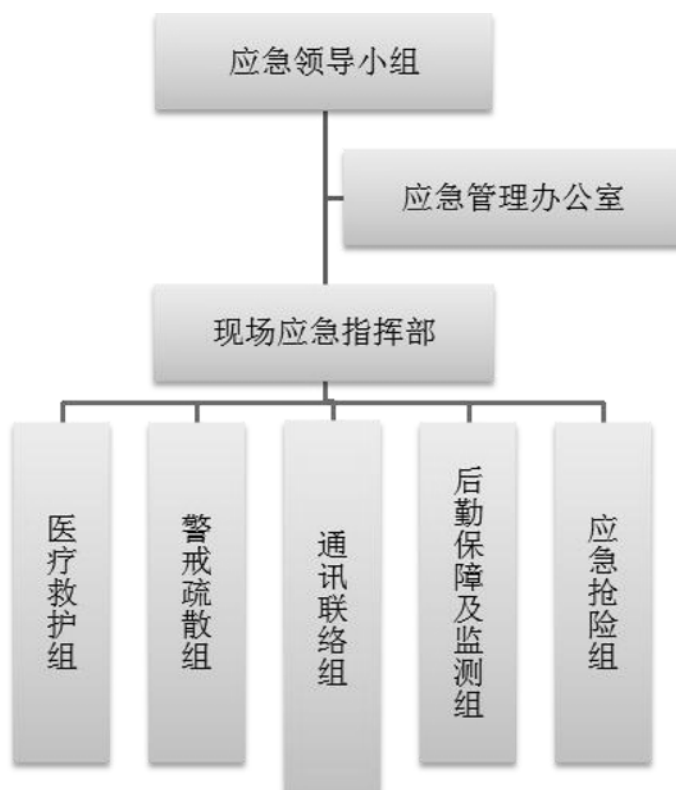 应急领导小组
应急管理办公室
现场应急指挥部
医疗救护组
警戒疏散组
通讯联络组
后勤保障及监测组
应急抢险组